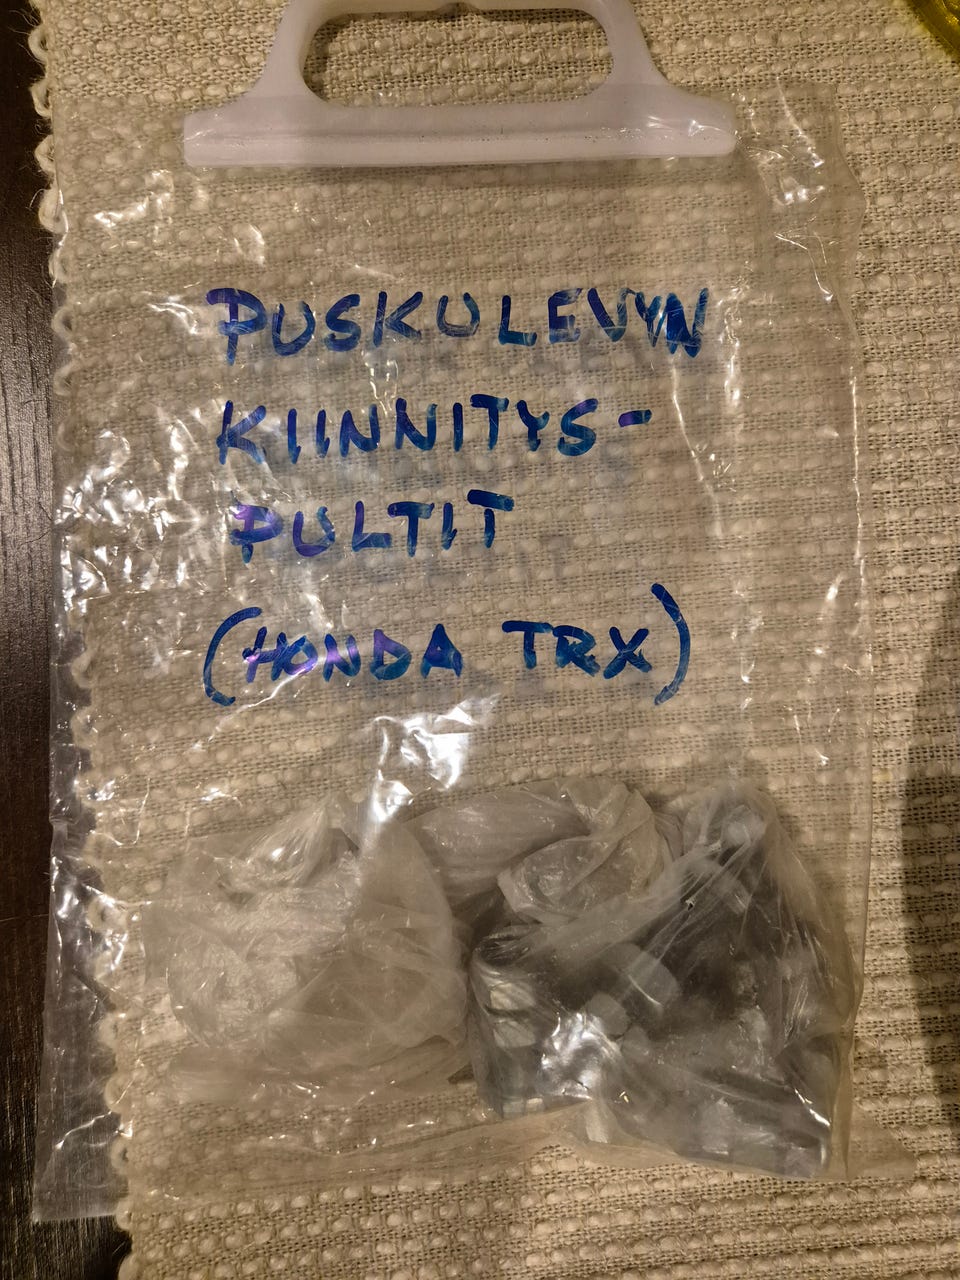 PUSKULEVYN
KIINNITYS-
PULTIT
(HONDA TRX)